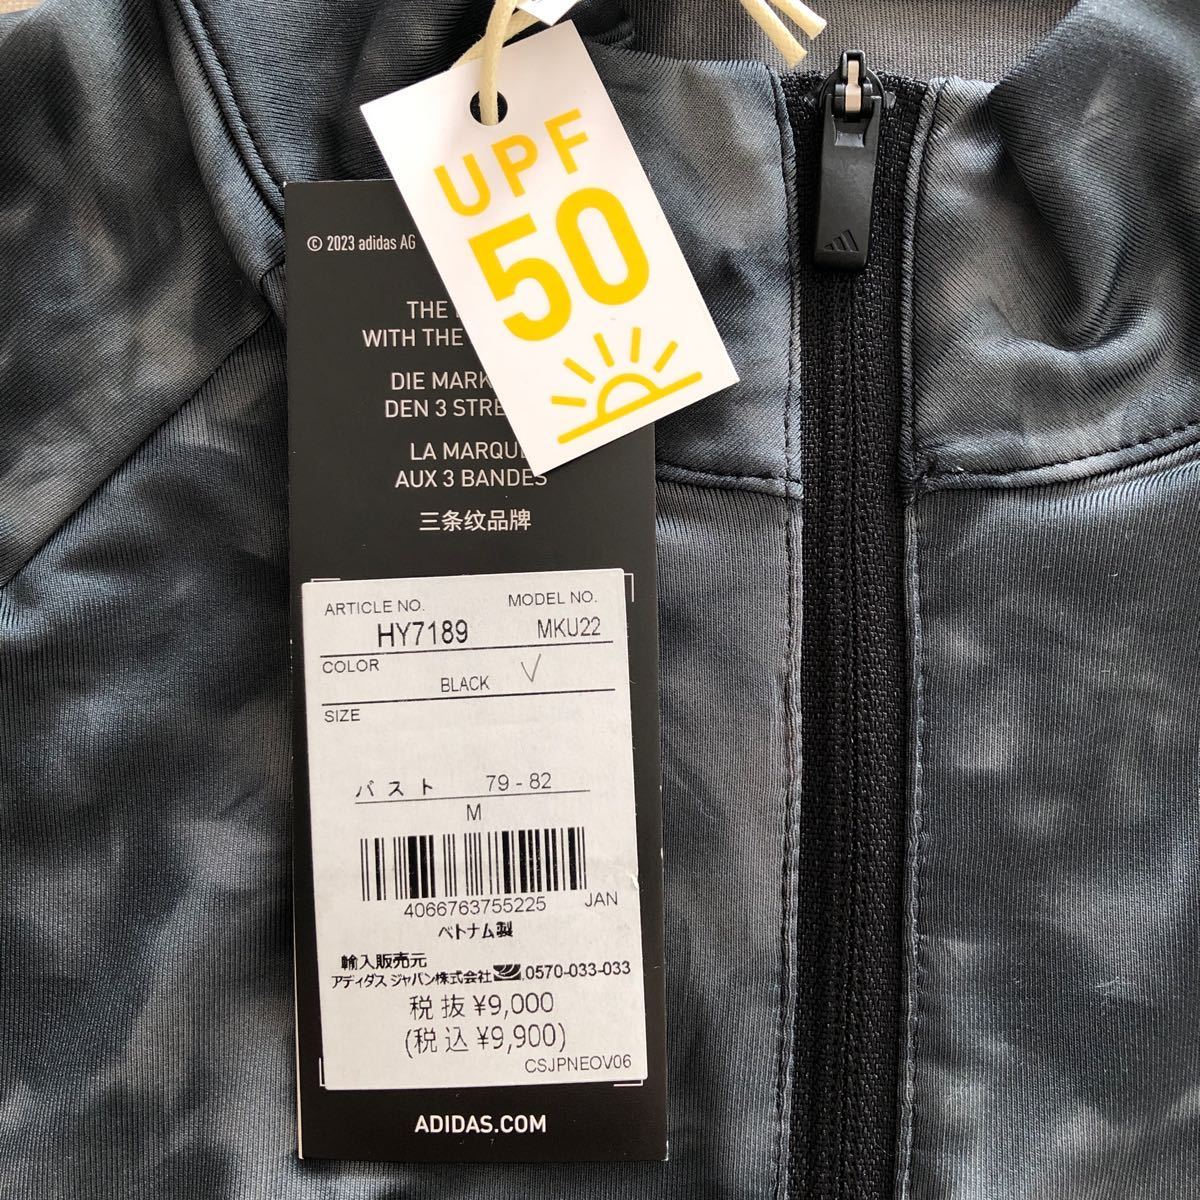 UPF
50
© 2023 adidas AG
THE
WITH THE
DIE MARK
DEN 3 STRE
LA MARQUE
AUX 3 BANDES
三条纹品牌
ARTICLE NO. MODEL NO.
HY7189 MKU22
COLOR
BLACK
SIZE
バスト 79-82
M
4066763755225 JAN
ベトナム製
輸入販売元
アディダス ジャパン株式会社 0570-033-033
税抜 ¥9,000
(税込 ¥9,900)
CSJPNEOV06
ADIDAS.COM